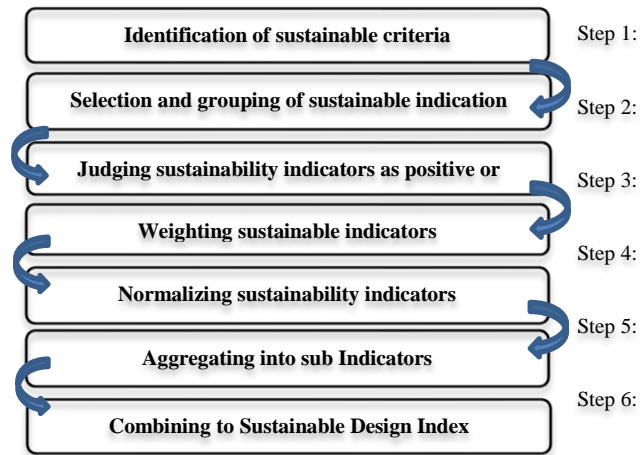 Identification of sustainable criteria
Step 1:
Selection and grouping of sustainable indication
Step 2:
Judging sustainability indicators as positive or
Step 3:
Weighting sustainable indicators
Step 4:
Normalizing sustainability indicators
Step 5:
Aggregating into sub Indicators
Step 6:
Combining to Sustainable Design Index